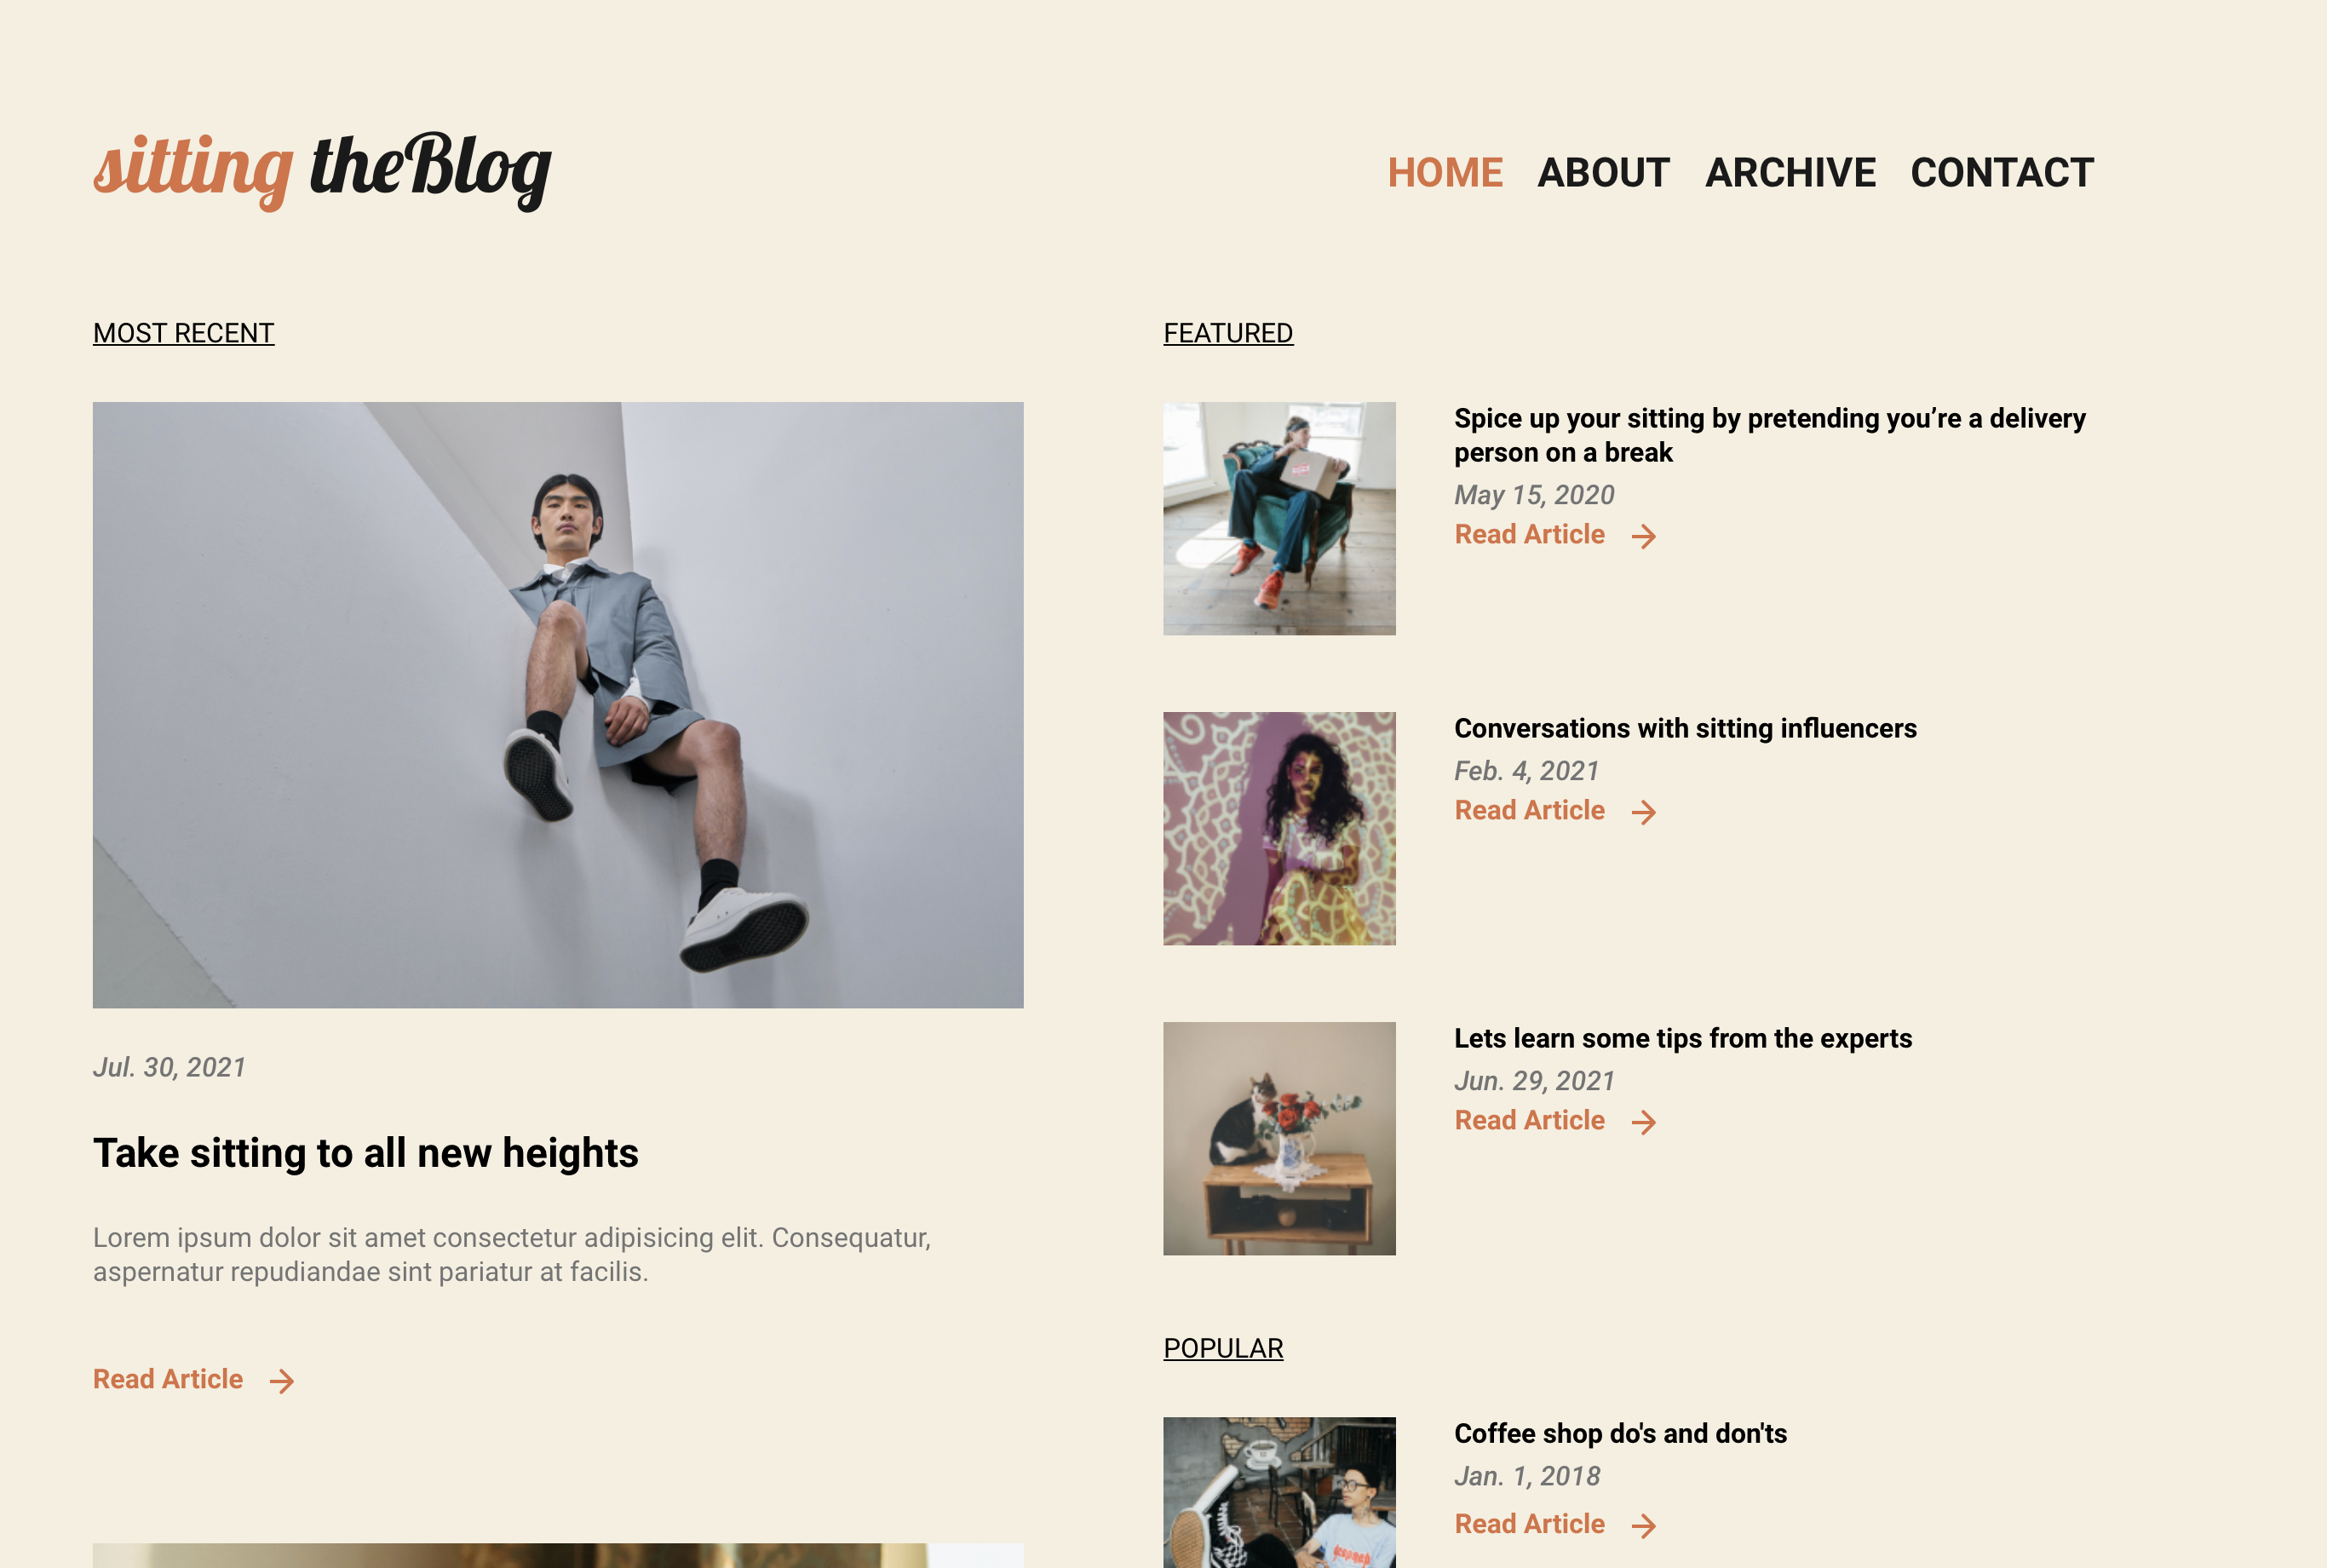 sitting theBlog
HOME ABOUT ARCHIVE CONTACT
MOST RECENT
Jul. 30, 2021
Take sitting to all new heights
Lorem ipsum dolor sit amet consectetur adipisicing elit. Consequatur,
aspernatur repudiandae sint pariatur at facilis.
Read Article
FEATURED
Spice up your sitting by pretending you’re a delivery
person on a break
May 15, 2020
Read Article
Conversations with sitting influencers
Feb. 4, 2021
Read Article
Lets learn some tips from the experts
Jun. 29, 2021
Read Article
POPULAR
Coffee shop do's and don'ts
Jan. 1, 2018
Read Article